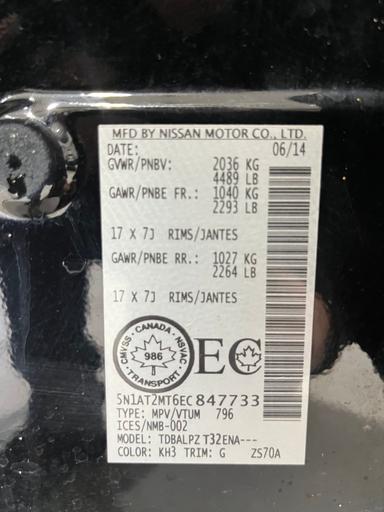 MFD BY NISSAN MOTOR CO., LTD.
DATE: 06/14
GVWR/PNBV: 2036 KG
4489 LB
GAWR/PNBE FR.: 1040 KG
2293 LB
17 X 7J RIMS/JANTES
GAWR/PNBE RR.: 1027 KG
2264 LB
17 X 7J RIMS/JANTES
CMVSS · CANADA · NSVAC · TRANSPORT ·
986
EC
5N1AT2MT6EC847733
TYPE: MPV/VTUM 796
ICES/NMB-002
MODEL: TDBALPZ T32ENA---
COLOR: KH3 TRIM: G ZS70A